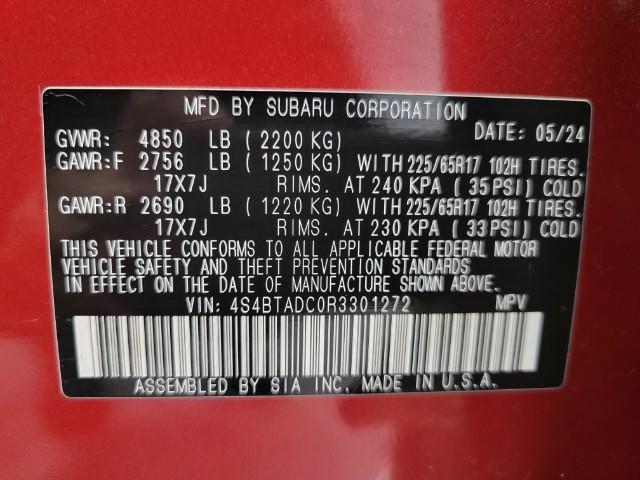 MFD BY SUBARU CORPORATION
GVWR: 4850 LB (2200 KG) DATE: 05/24
GAWR:F 2756 LB (1250 KG) WITH 225/65R17 102H TIRES.
17X7J RIMS. AT 240 KPA (35 PSI) COLD
GAWR:R 2690 LB (1220 KG) WITH 225/65R17 102H TIRES.
17X7J RIMS. AT 230 KPA (33 PSI) COLD
THIS VEHICLE CONFORMS TO ALL APPLICABLE FEDERAL MOTOR
VEHICLE SAFETY AND THEFT PREVENTION STANDARDS
IN EFFECT ON THE DATE OF MANUFACTURE SHOWN ABOVE.
VIN: 4S4BTADC0R3301272 MPV
ASSEMBLED BY SIA INC. MADE IN U.S.A.